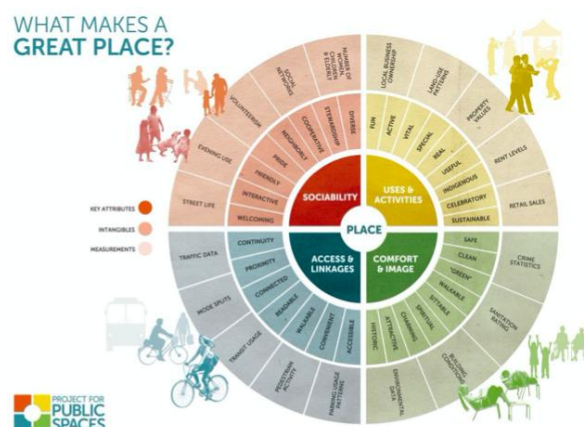 WHAT MAKES A
GREAT PLACE?
KEY ATTRIBUTES
INTANGIBLES
MEASUREMENTS
PLACE
SOCIABILITY
USES &
ACTIVITIES
ACCESS &
LINKAGES
COMFORT
& IMAGE
DIVERSE
STEWARDSHIP
COOPERATIVE
NEIGHBORLY
PRIDE
FRIENDLY
INTERACTIVE
WELCOMING
NUMBER OF
WOMEN,
CHILDREN
& ELDERLY
SOCIAL
NETWORKS
VOLUNTEERISM
EVENING USE
STREET LIFE
FUN
ACTIVE
VITAL
SPECIAL
REAL
USEFUL
INDIGENOUS
CELEBRATORY
SUSTAINABLE
LOCAL BUSINESS
OWNERSHIP
LAND-USE
PATTERNS
PROPERTY
VALUES
RENT LEVELS
RETAIL SALES
SAFE
CLEAN
"GREEN"
WALKABLE
SITTABLE
SPIRITUAL
CHARMING
ATTRACTIVE
HISTORIC
CRIME
STATISTICS
SANITATION
RATING
BUILDING
CONDITIONS
ENVIRONMENTAL
DATA
CONTINUITY
PROXIMITY
CONNECTED
READABLE
WALKABLE
CONVENIENT
ACCESSIBLE
TRAFFIC DATA
MODE SPLITS
TRANSIT USAGE
PEDESTRIAN
ACTIVITY
PARKING USAGE
PATTERNS
PROJECT FOR
PUBLIC
SPACES